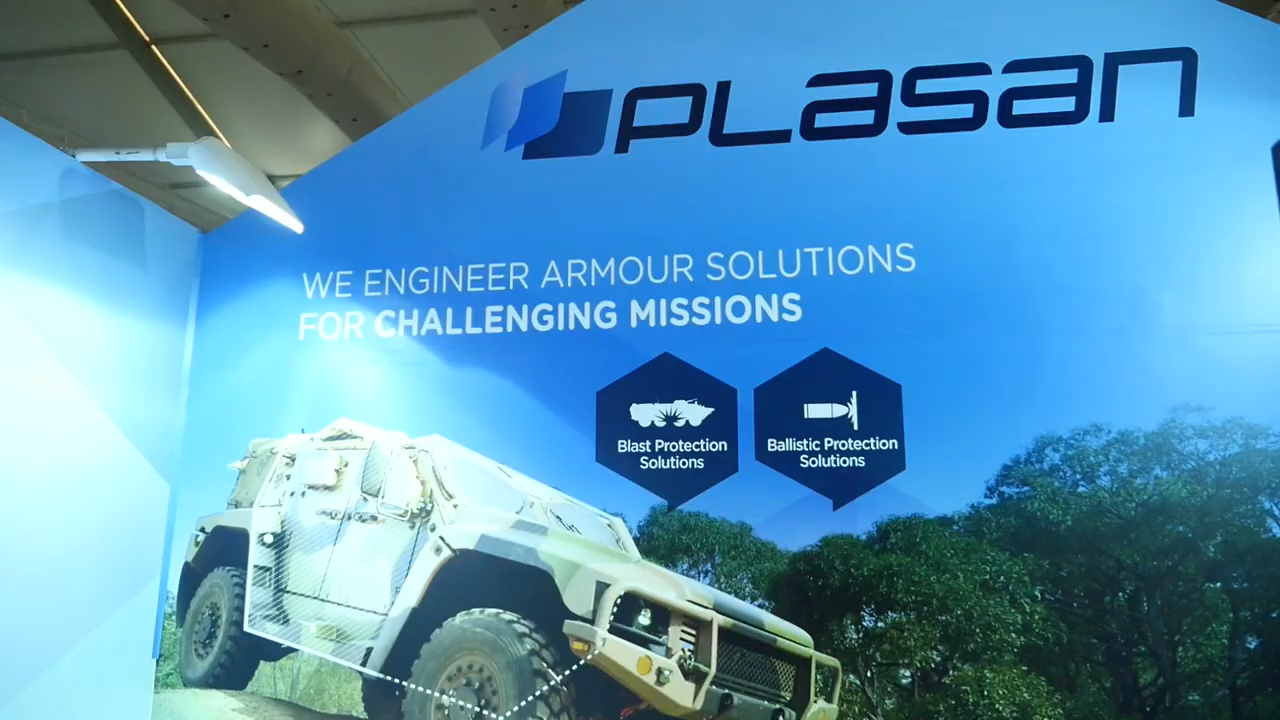 PLasan
WE ENGINEER ARMOUR SOLUTIONS
FOR CHALLENGING MISSIONS
Blast Protection
Solutions
Ballistic Protection
Solutions